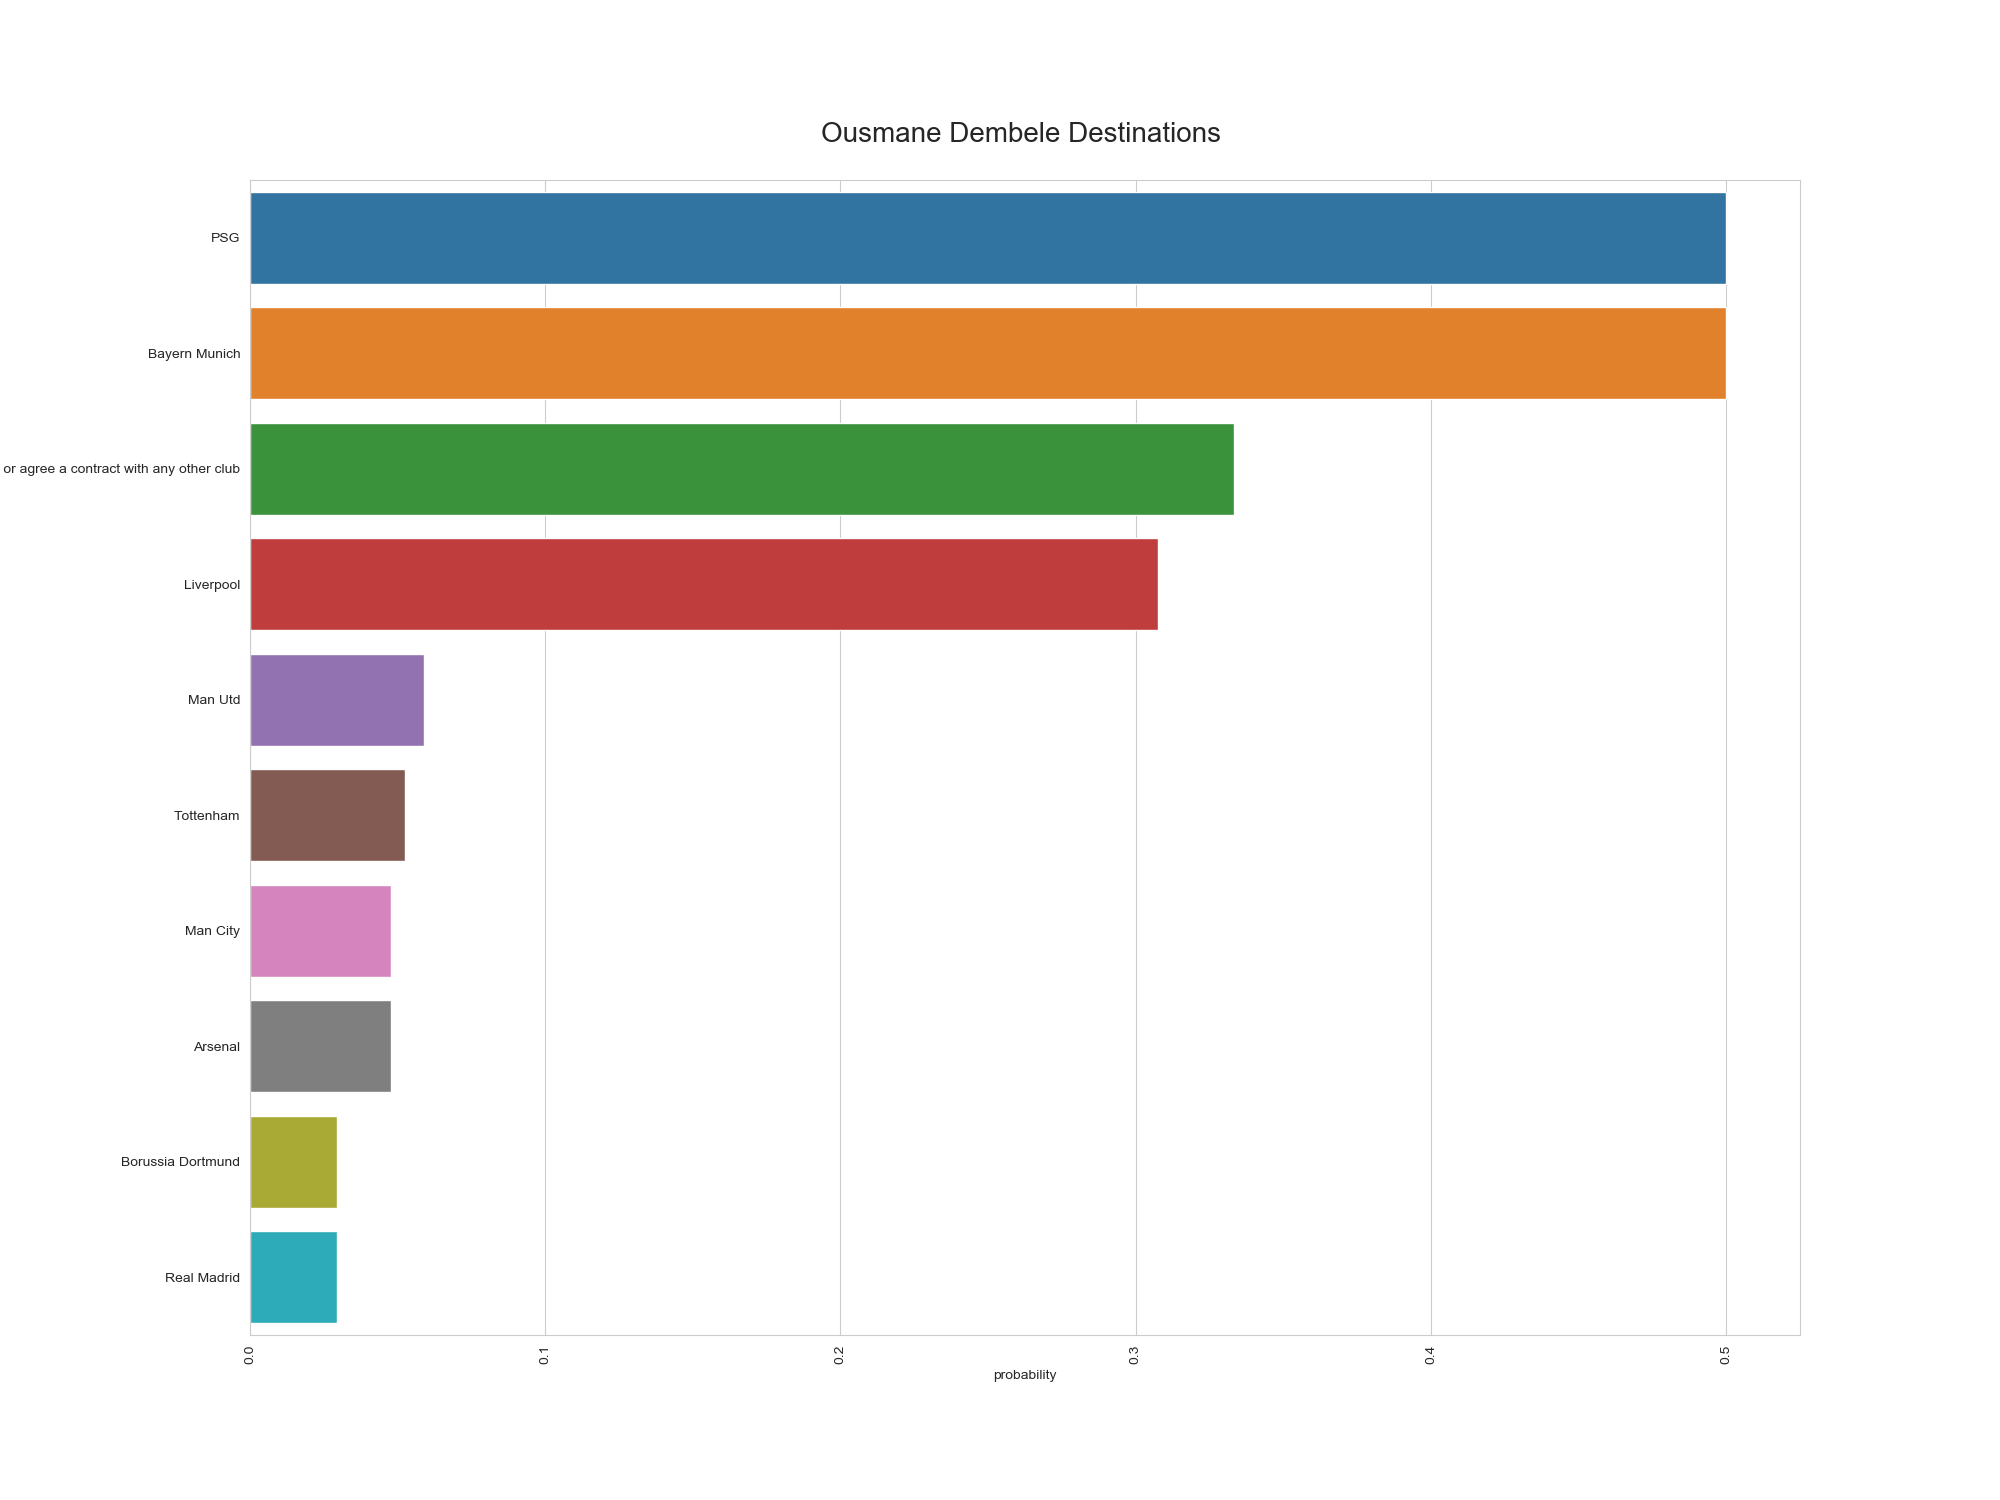 Ousmane Dembele Destinations
PSG
Bayern Munich
or agree a contract with any other club
Liverpool
Man Utd
Tottenham
Man City
Arsenal
Borussia Dortmund
Real Madrid
0.0 0.1 0.2 0.3 0.4 0.5
probability